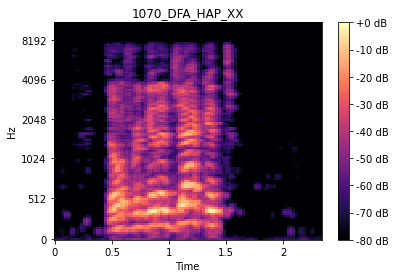 1070_DFA_HAP_XX
+0 dB
8192
-10 dB
4096
-20 dB
-30 dB
2048
Hz
-40 dB
1024
-50 dB
512
-60 dB
-70 dB
0
-80 dB
0
0.5
1
1.5
2
Time